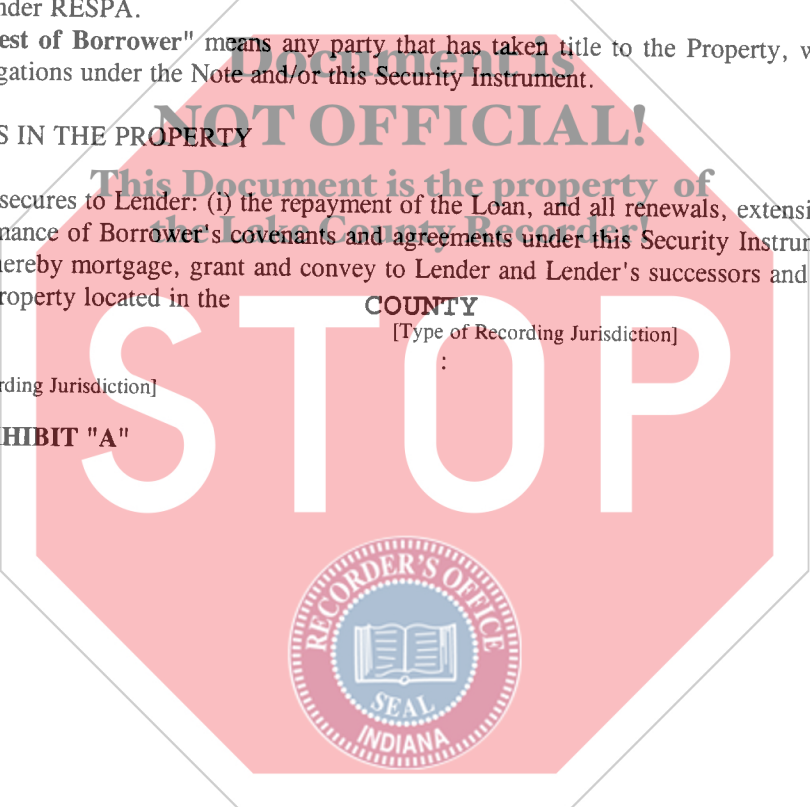 nder RESPA.
est of Borrower" means any party that has taken title to the Property, w
gations under the Note and/or this Security Instrument.
Document is
NOT OFFICIAL!
S IN THE PROPERTY
This Document is the property of
the Lake County Recorder!
secures to Lender: (i) the repayment of the Loan, and all renewals, extensi
mance of Borrower's covenants and agreements under this Security Instrum
hereby mortgage, grant and convey to Lender and Lender's successors and
roperty located in the COUNTY
[Type of Recording Jurisdiction]
:
rding Jurisdiction]
HIBIT "A"
STOP
RECORDER'S OFFICE
SEAL
INDIANA